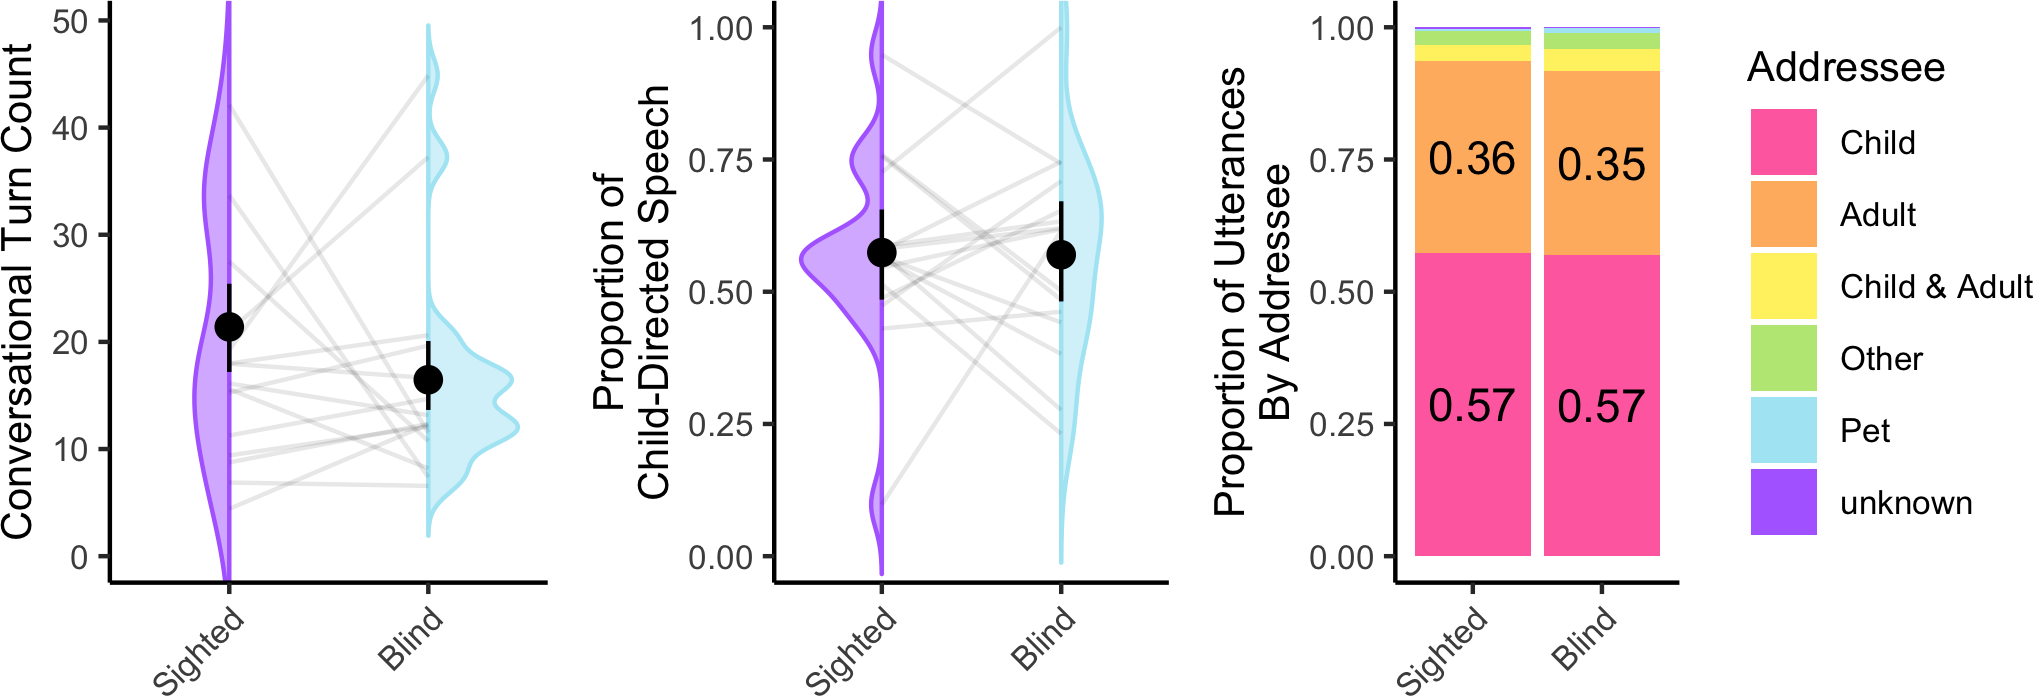 Conversational Turn Count
50
40
30
20
10
0
Sighted
Blind
Proportion of
Child-Directed Speech
1.00
0.75
0.50
0.25
0.00
Sighted
Blind
Proportion of Utterances
By Addressee
1.00
0.75
0.50
0.25
0.00
0.36
0.35
0.57
0.57
Sighted
Blind
Addressee
Child
Adult
Child & Adult
Other
Pet
unknown